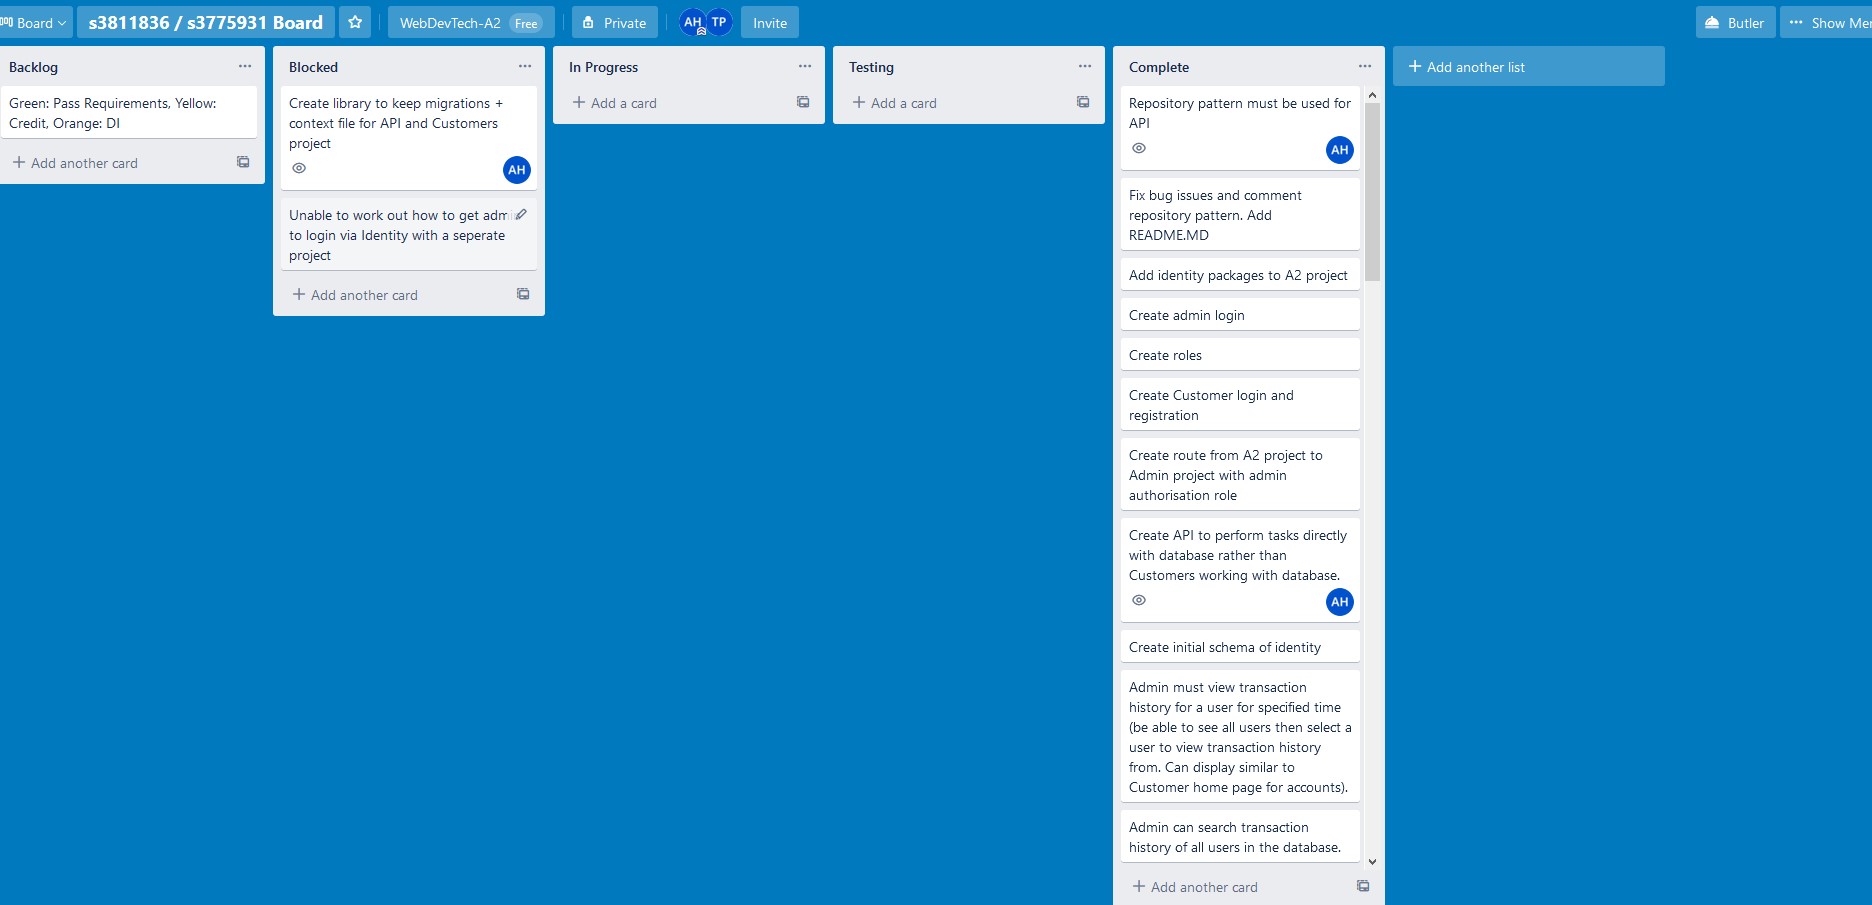 Board
s3811836 / s3775931 Board
WebDevTech-A2 Free
Private
AH TP
Invite
Butler
Show
Backlog
Green: Pass Requirements, Yellow:
Credit, Orange: DI
Add another card
Blocked
Create library to keep migrations +
context file for API and Customers
project
AH
Unable to work out how to get
to login via Identity with a seperate
project
Add another card
In Progress
Add a card
Testing
Add a card
Complete
Repository pattern must be used for
API
AH
Fix bug issues and comment
repository pattern. Add
README.MD
Add identity packages to A2 project
Create admin login
Create roles
Create Customer login and
registration
Create route from A2 project to
Admin project with admin
authorisation role
Create API to perform tasks directly
with database rather than
Customers working with database.
AH
Create initial schema of identity
Admin must view transaction
history for a user for specified time
(be able to see all users then select a
user to view transaction history
from. Can display similar to
Customer home page for accounts).
Admin can search transaction
history of all users in the database.
Add another card
Add another list